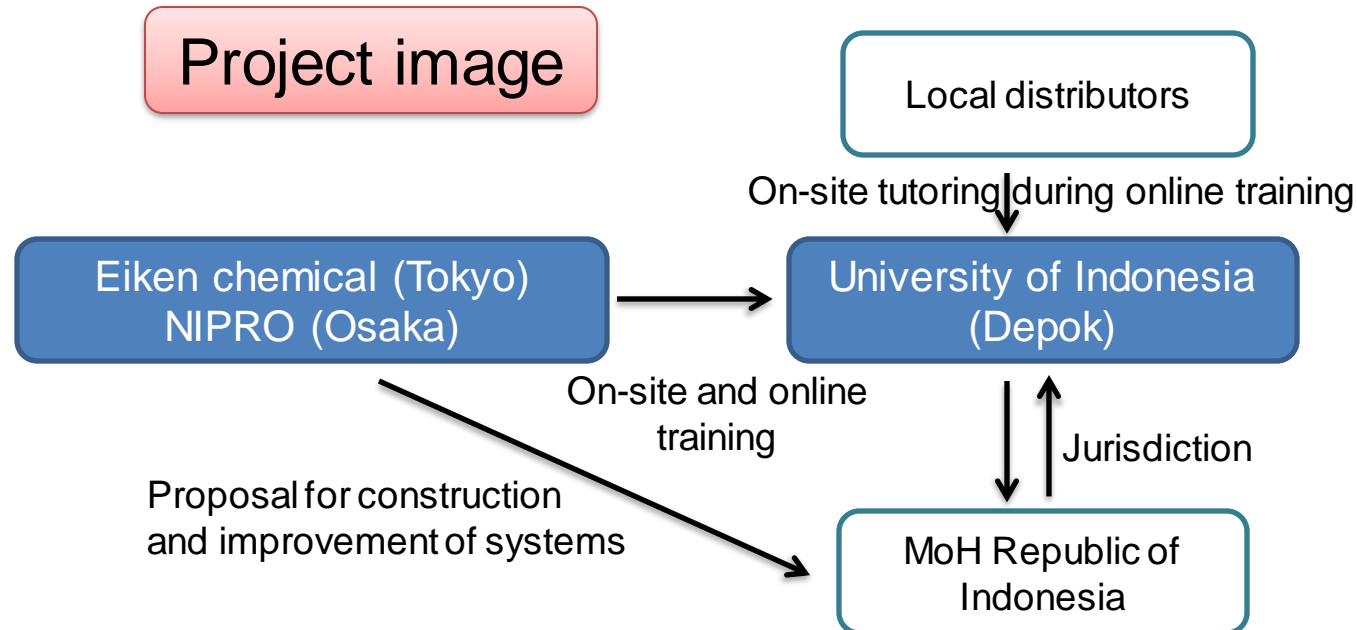 Project image
Local distributors
On-site tutoring during online training
Eiken chemical (Tokyo)
NIPRO (Osaka)
University of Indonesia
(Depok)
On-site and online
training
Jurisdiction
Proposal for construction
and improvement of systems
MoH Republic of
Indonesia